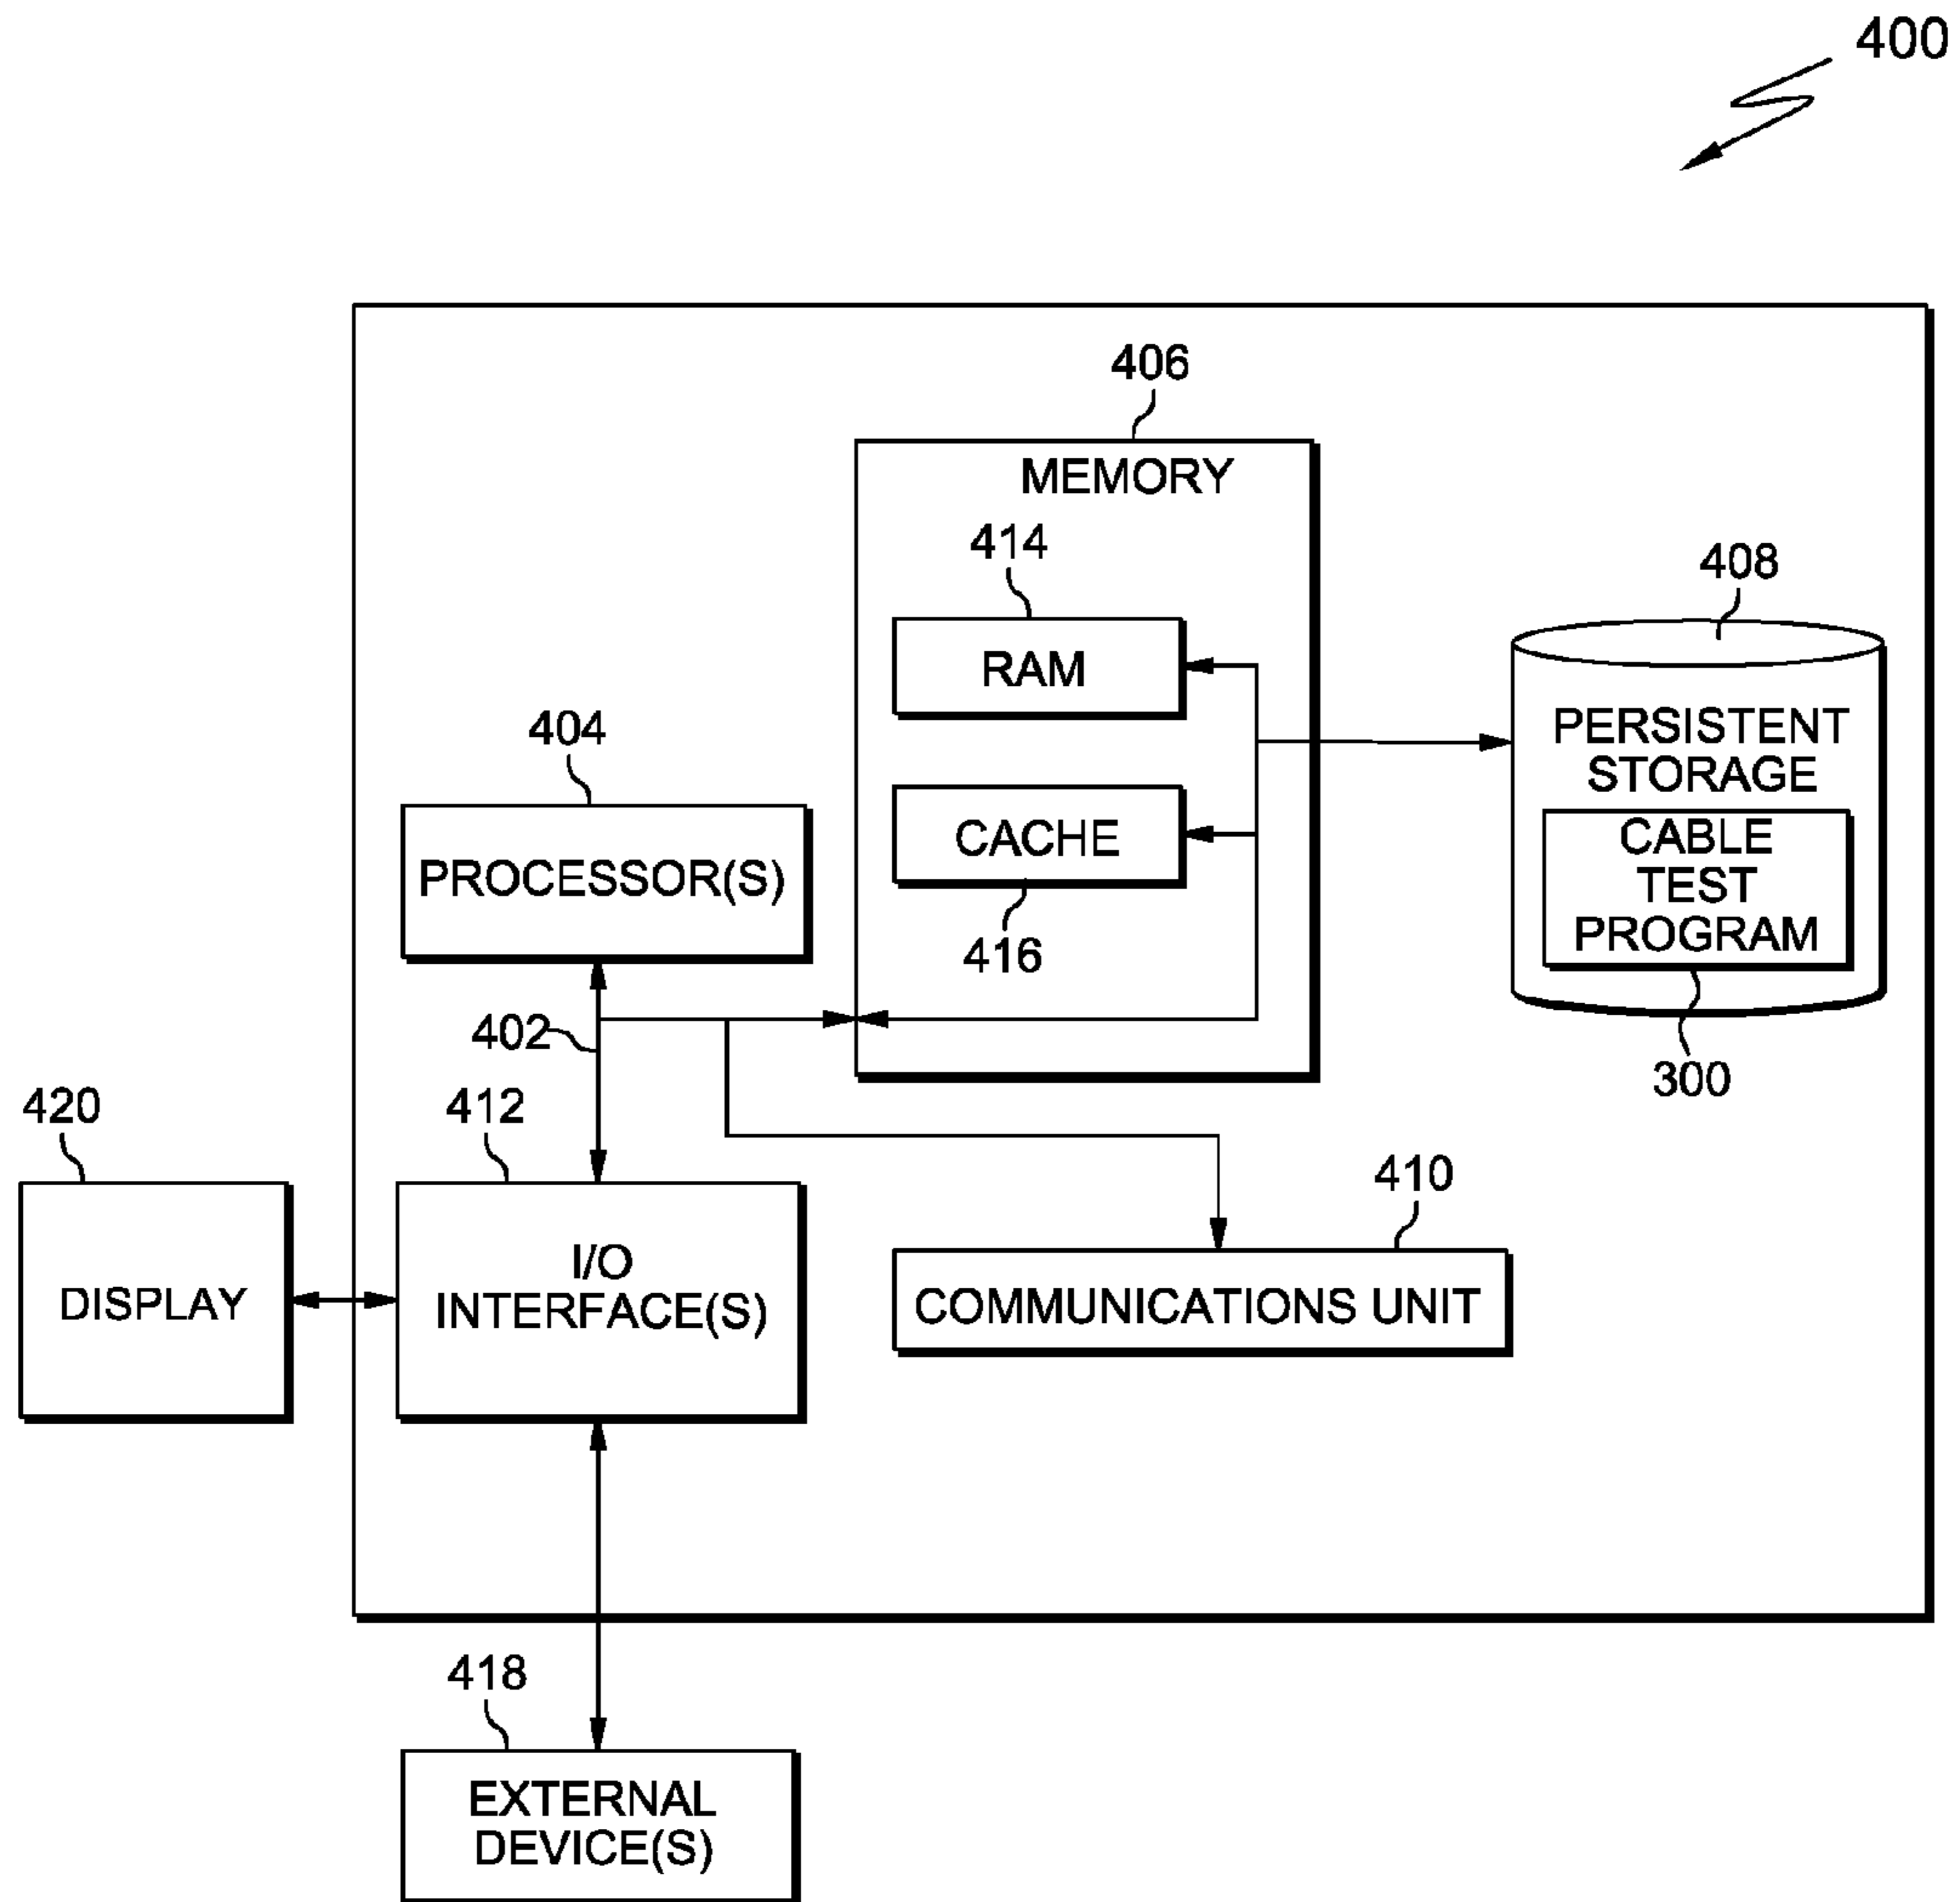 400
406
MEMORY
414
RAM
408
PERSISTENT
STORAGE
404
PROCESSOR(S)
CACHE
416
CABLE
TEST
PROGRAM
300
402
412
420
DISPLAY
I/O
INTERFACE(S)
410
COMMUNICATIONS UNIT
418
EXTERNAL
DEVICE(S)